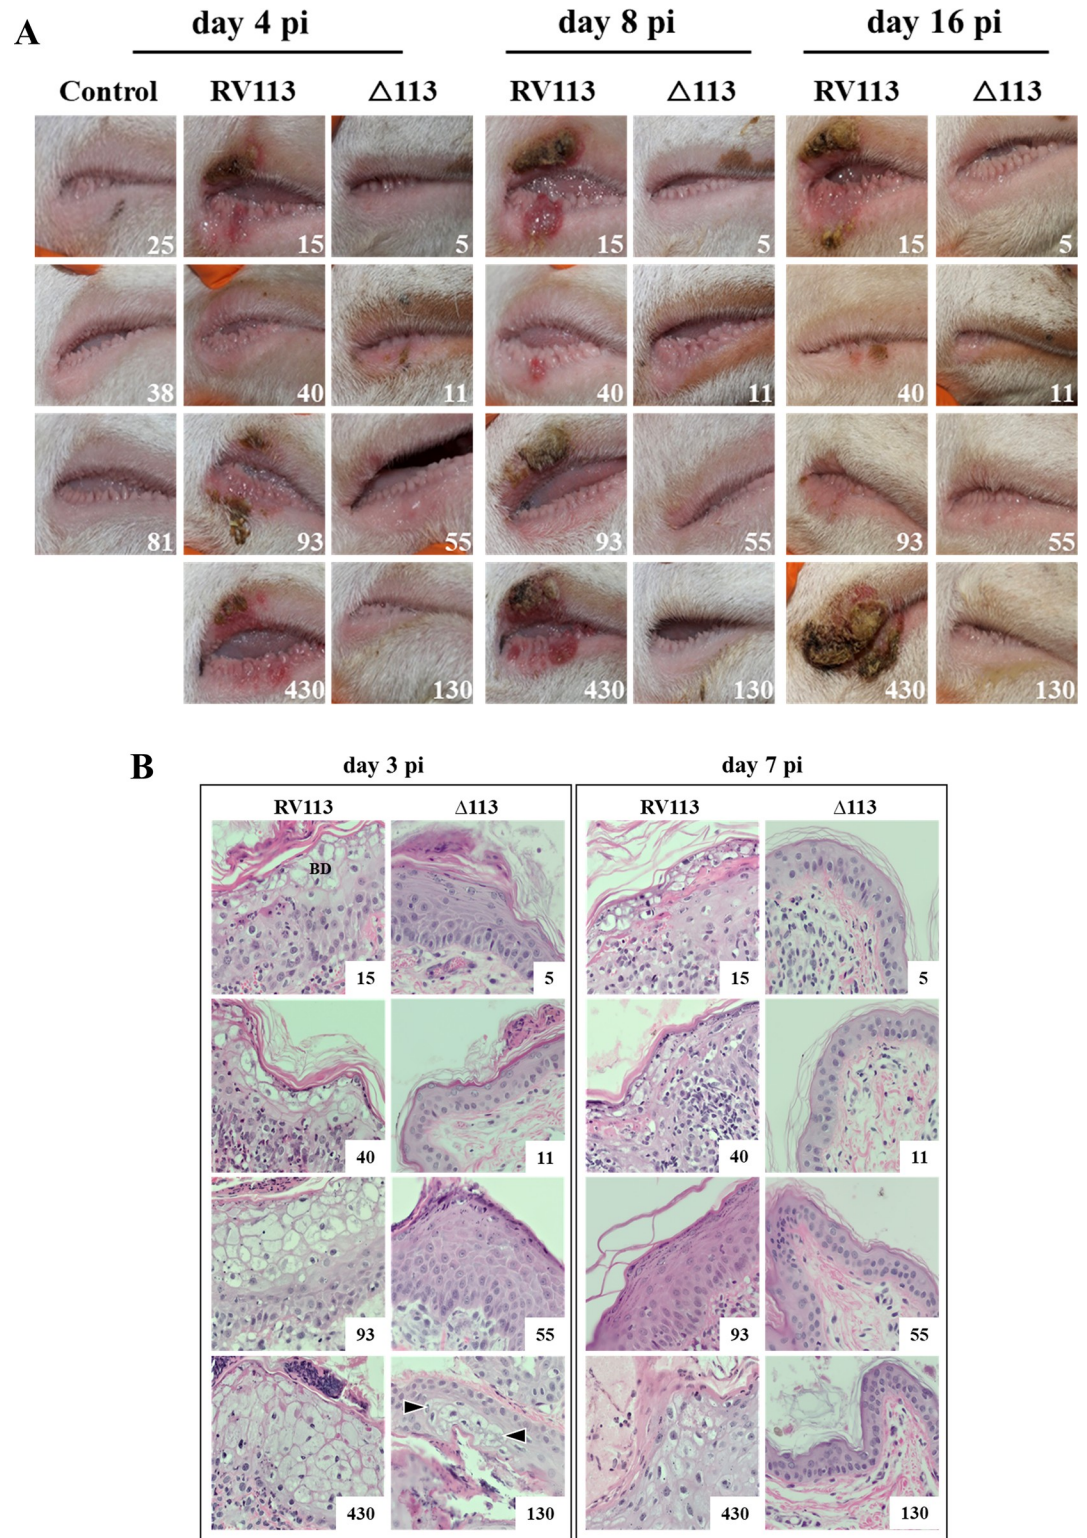 A
day 4 pi day 8 pi day 16 pi
Control RV113 △113 RV113 △113 RV113 △113
25 15 5 15 5 15 5
38 40 11 40 11 40 11
81 93 55 93 55 93 55
430 130 430 130 430 130
B
day 3 pi day 7 pi
RV113 Δ113 RV113 Δ113
BD
15 5 15 5
40 11 40 11
93 55 93 55
430 130 430 130